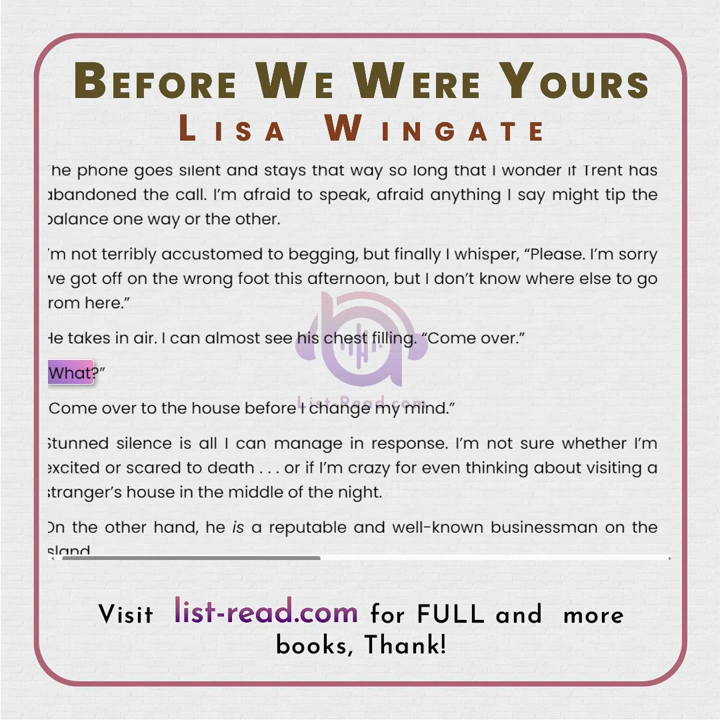 BEFORE WE WERE YOURS
LISA WINGATE
The phone goes silent and stays that way so long that I wonder if Trent has
abandoned the call. I'm afraid to speak, afraid anything I say might tip the
balance one way or the other.
I'm not terribly accustomed to begging, but finally I whisper, “Please. I'm sorry
we got off on the wrong foot this afternoon, but I don't know where else to go
from here.”
He takes in air. I can almost see his chest filling. “Come over.”
What?”
Come over to the house before I change my mind.”
Stunned silence is all I can manage in response. I'm not sure whether I'm
excited or scared to death . . . or if I'm crazy for even thinking about visiting a
stranger's house in the middle of the night.
On the other hand, he is a reputable and well-known businessman on the
island
List-Read.com
Visit list-read.com for FULL and more
books, Thank!